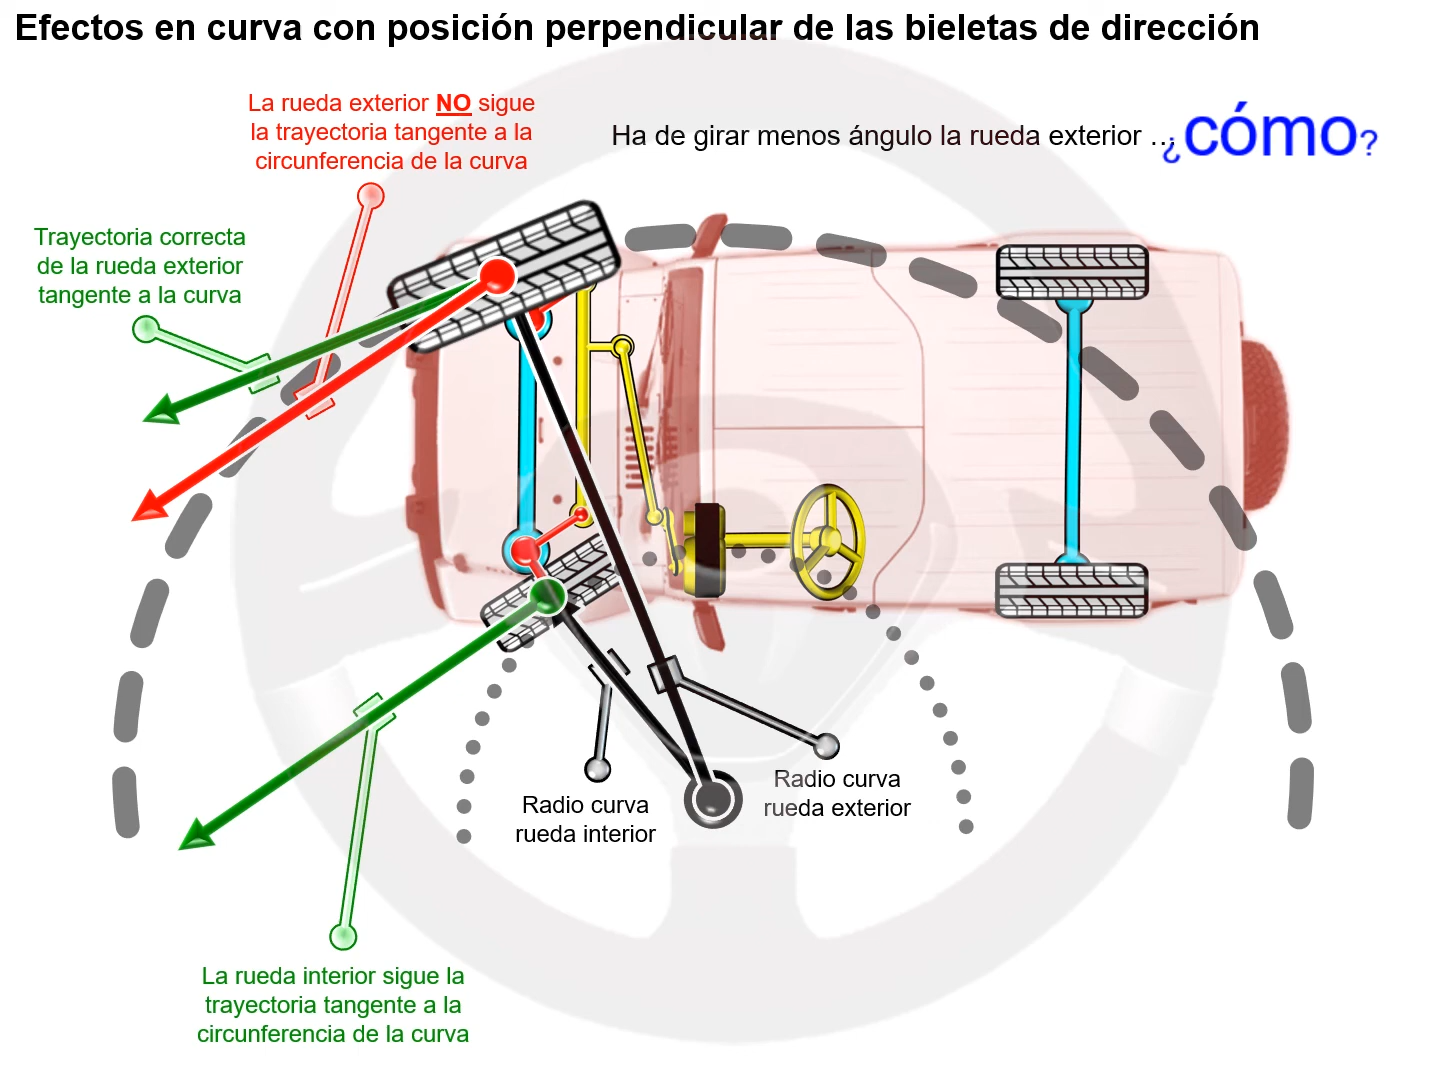 Efectos en curva con posición perpendicular de las bieletas de dirección
La rueda exterior NO sigue
la trayectoria tangente a la
circunferencia de la curva
Ha de girar menos ángulo la rueda exterior ... ¿cómo?
Trayectoria correcta
de la rueda exterior
tangente a la curva
Radio curva
rueda exterior
Radio curva
rueda interior
La rueda interior sigue la
trayectoria tangente a la
circunferencia de la curva